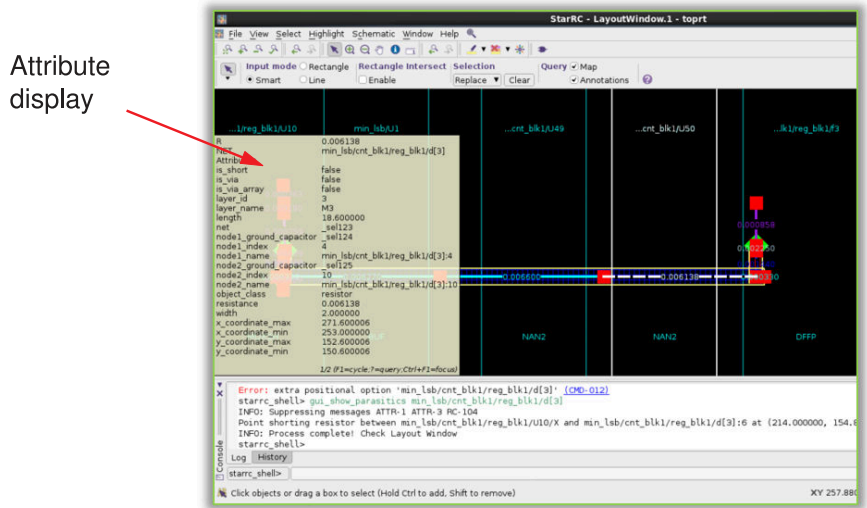 Attribute
display
StarRC - LayoutWindow.1 - toprt
File View Select Highlight Schematic Window Help
Input mode Rectangle Rectangle Intersect Selection Query Map
Smart Line Enable Replace Clear Annotations
...1/reg_blk1/U10 min_lsb/U1 ...cnt_blk1/U49 ...cnt_blk1/U50 ...lk1/reg_blk1/f3
R 0.006138
NET min_lsb/cnt_blk1/reg_blk1/d[3]
is_short false
is_via false
is_via_array false
layer_id 3
layer_name M3
length 18.600000
net _sel123
node1_ground_capacitor _sel124
node1_index 4
node1_name min_lsb/cnt_blk1/reg_blk1/d[3]:4
node2_ground_capacitor _sel125
node2_index 10
node2_name min_lsb/cnt_blk1/reg_blk1/d[3]:10
object_class resistor
resistance 0.006138
width 2.000000
x_coordinate_max 271.600006
x_coordinate_min 253.000000
y_coordinate_max 152.600006
y_coordinate_min 150.600006
1/2 (F1=cycle;?=query;Ctrl+F1=focus)
0.000859
0.006600 0.006138
NAN2 NAN2 DFFP
Error: extra positional option 'min_lsb/cnt_blk1/reg_blk1/d[3]' (CMD-012)
starrc_shell> gui_show_parasitics min_lsb/cnt_blk1/reg_blk1/d[3]
INFO: Suppressing messages ATTR-1 ATTR-3 RC-104
Point shorting resistor between min_lsb/cnt_blk1/reg_blk1/U10/X and min_lsb/cnt_blk1/reg_blk1/d[3]:6 at (214.000000, 154.8
INFO: Process complete! Check Layout Window
starrc_shell>
Console
Log History
starrc_shell>
Click objects or drag a box to select (Hold Ctrl to add, Shift to remove) XY 257.880